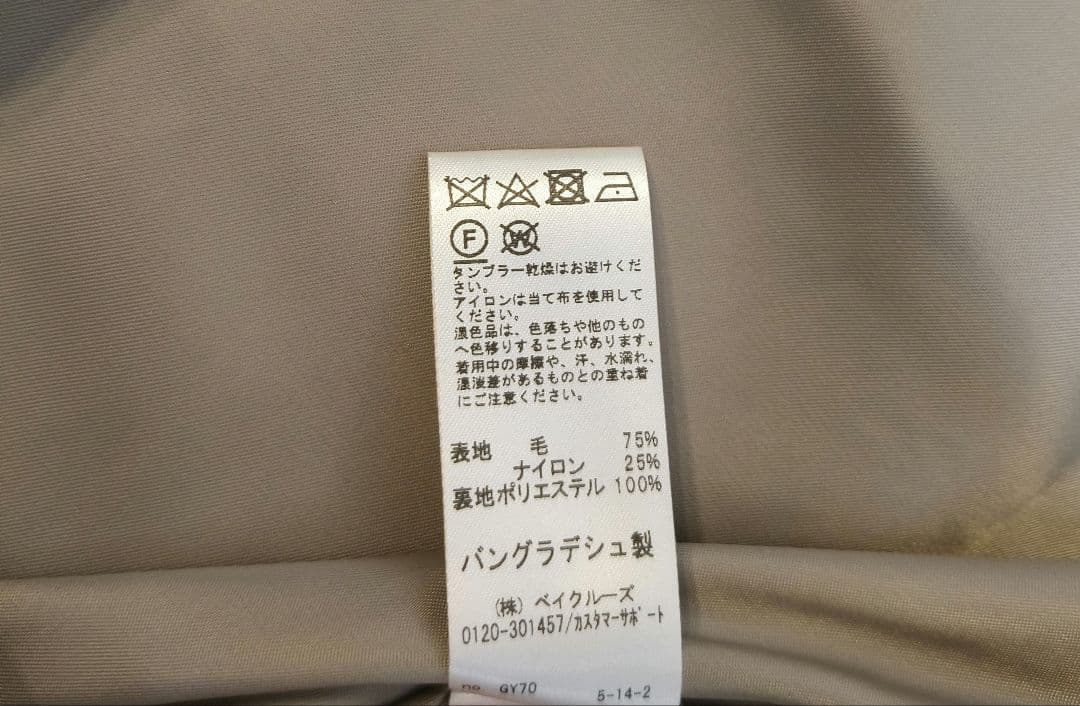 F W
タンブラー乾燥はお避けくだ
さい。
アイロンは当て布を使用して
ください。
濃色品は、色落ちや他のもの
へ色移りすることがあります。
着用中の摩擦や、汗、水濡れ、
濃淡差があるものとの重ね着
にご注意ください。
表地 毛 75%
ナイロン 25%
裏地ポリエステル 100%
バングラデシュ製
(株) ベイクルーズ
0120-301457/カスタマーサポート
no GY70 5-14-2